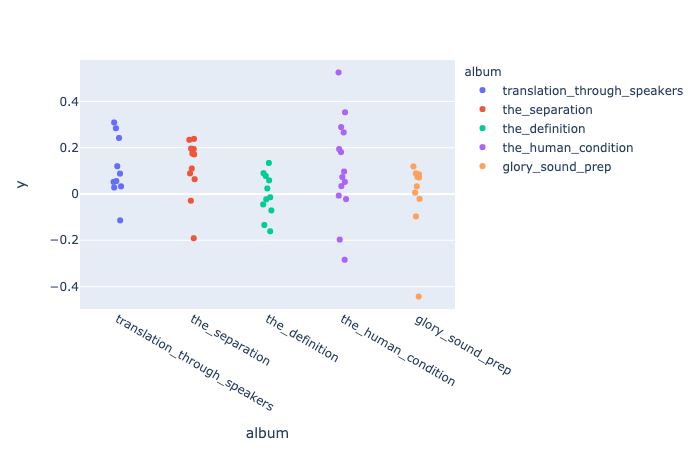 album
translation_through_speakers
the_separation
the_definition
the_human_condition
glory_sound_prep
0.4
0.2
0
−0.2
−0.4
y
translation_through_speakers
the_separation
the_definition
the_human_condition
glory_sound_prep
album